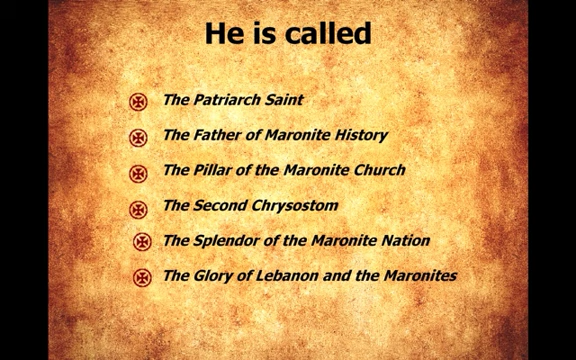 He is called
The Patriarch Saint
The Father of Maronite History
The Pillar of the Maronite Church
The Second Chrysostom
The Splendor of the Maronite Nation
The Glory of Lebanon and the Maronites